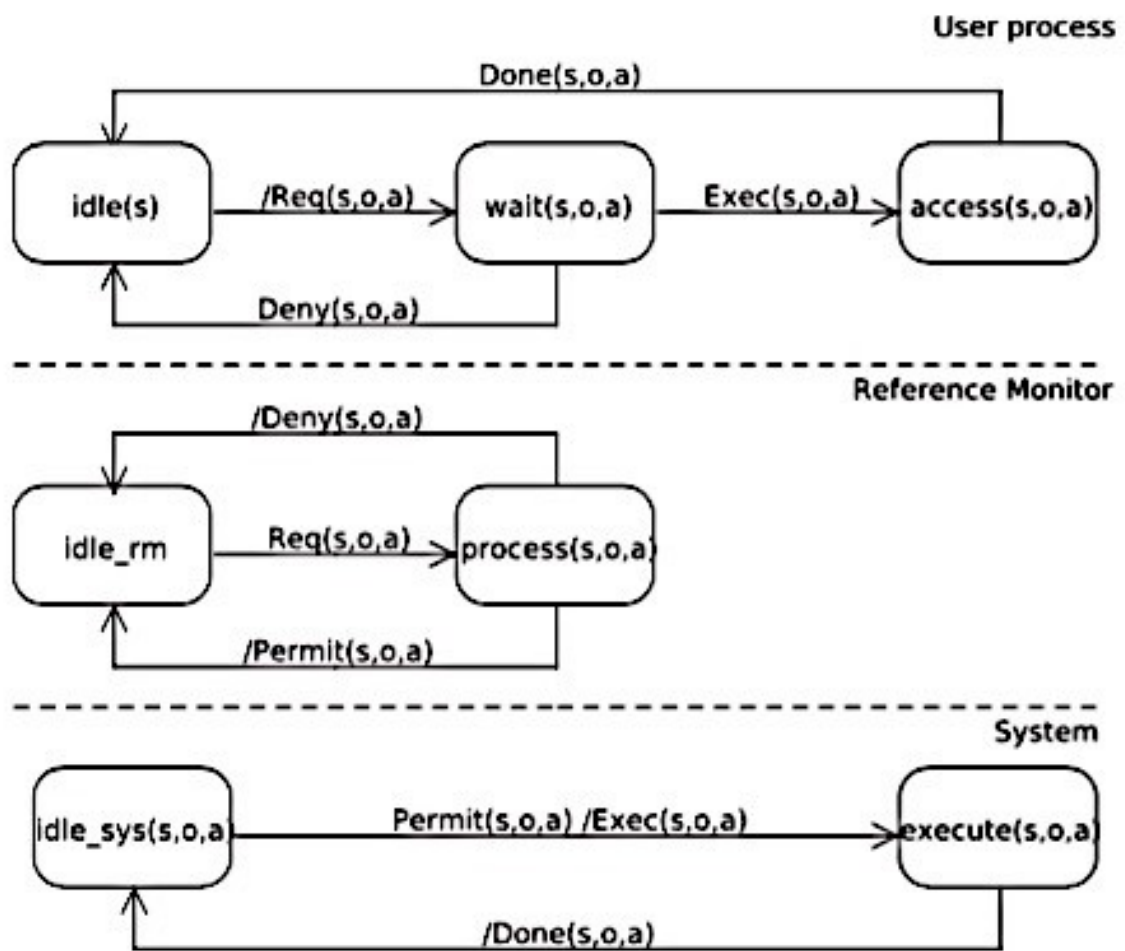 User process
Done(s,o,a)
idle(s)
/Req(s,o,a)
wait(s,o,a)
Exec(s,o,a)
access(s,o,a)
Deny(s,o,a)
Reference Monitor
/Deny(s,o,a)
idle_rm
Req(s,o,a)
process(s,o,a)
/Permit(s,o,a)
System
idle_sys(s,o,a)
Permit(s,o,a) /Exec(s,o,a)
execute(s,o,a)
/Done(s,o,a)